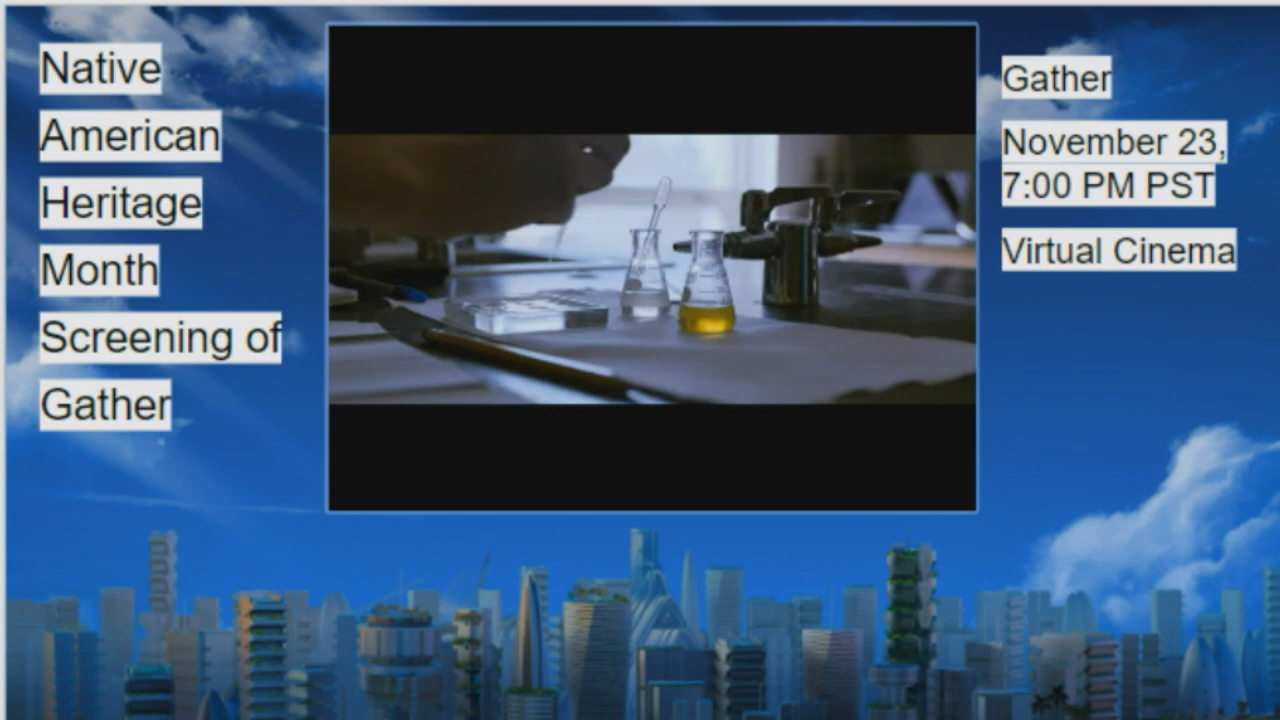 Native
American
Heritage
Month
Screening of
Gather
Gather
November 23,
7:00 PM PST
Virtual Cinema